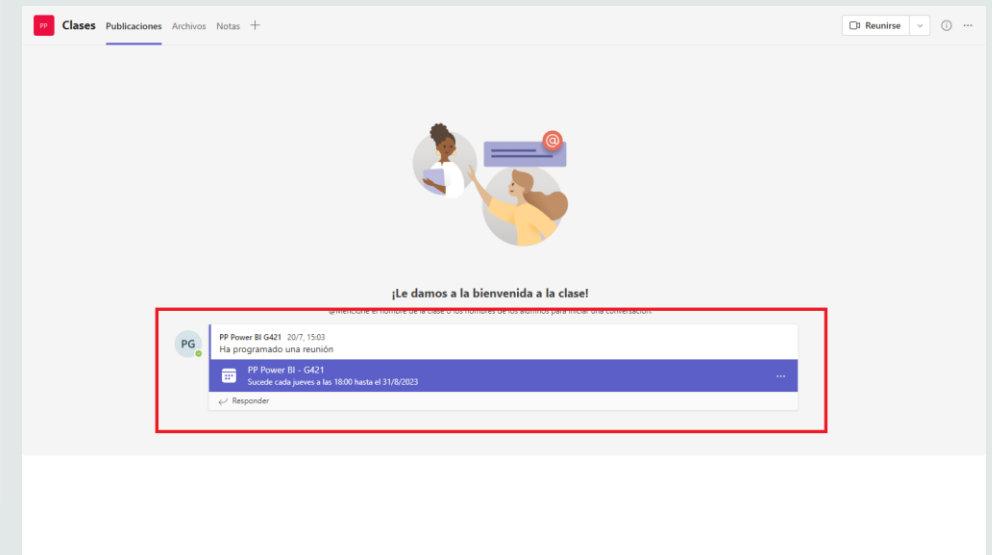 PP Clases Publicaciones Archivos Notas + Reunirse
@
¡Le damos a la bienvenida a la clase!
@Mencione el nombre de la clase o los nombres de los alumnos para iniciar una conversación.
PG
PP Power BI G421 20/7, 15:03
Ha programado una reunión
PP Power BI - G421
Sucede cada jueves a las 18:00 hasta el 31/8/2023
Responder